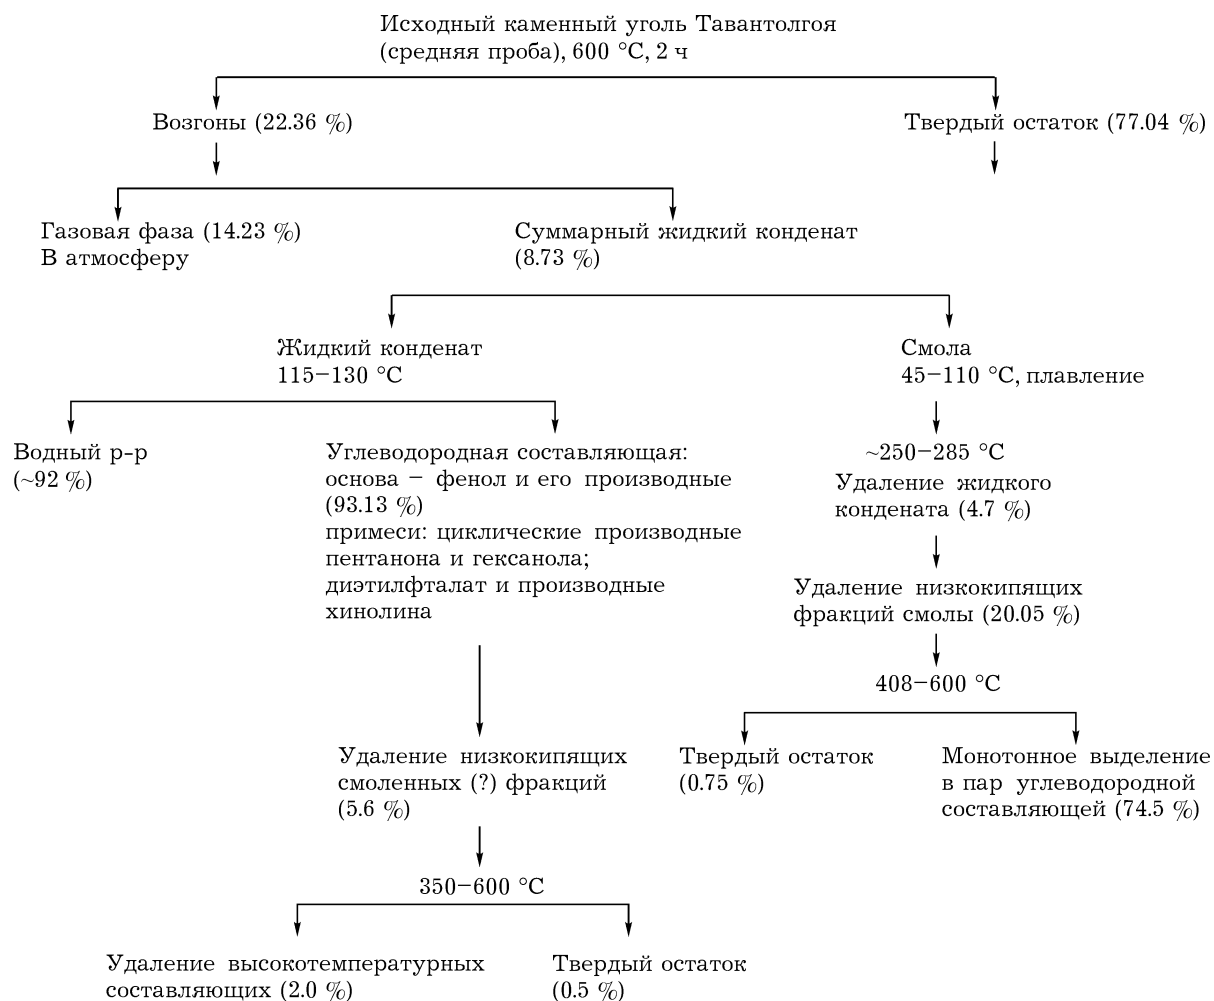 Исходный каменный уголь Тавантолгоя
(средняя проба), 600 °С, 2 ч
Возгоны (22.36 %)
Твердый остаток (77.04 %)
Газовая фаза (14.23 %)
В атмосферу
Суммарный жидкий конденат
(8.73 %)
Жидкий конденат
115−130 °С
Смола
45−110 °С, плавление
Водный р-р
(~92 %)
Углеводородная составляющая:
основа − фенол и его производные
(93.13 %)
примеси: циклические производные
пентанона и гексанола;
диэтилфталат и производные
хинолина
~250−285 °С
Удаление жидкого
кондената (4.7 %)
Удаление низкокипящих
фракций смолы (20.05 %)
408−600 °С
Удаление низкокипящих
смоленных (?) фракций
(5.6 %)
Твердый остаток
(0.75 %)
Монотонное выделение
в пар углеводородной
составляющей (74.5 %)
350−600 °С
Удаление высокотемпературных
составляющих (2.0 %)
Твердый остаток
(0.5 %)